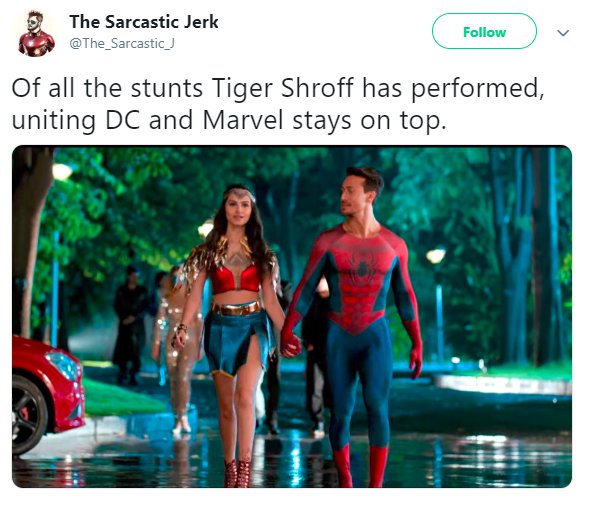 The Sarcastic Jerk
@The_Sarcastic_J
Follow
Of all the stunts Tiger Shroff has performed,
uniting DC and Marvel stays on top.